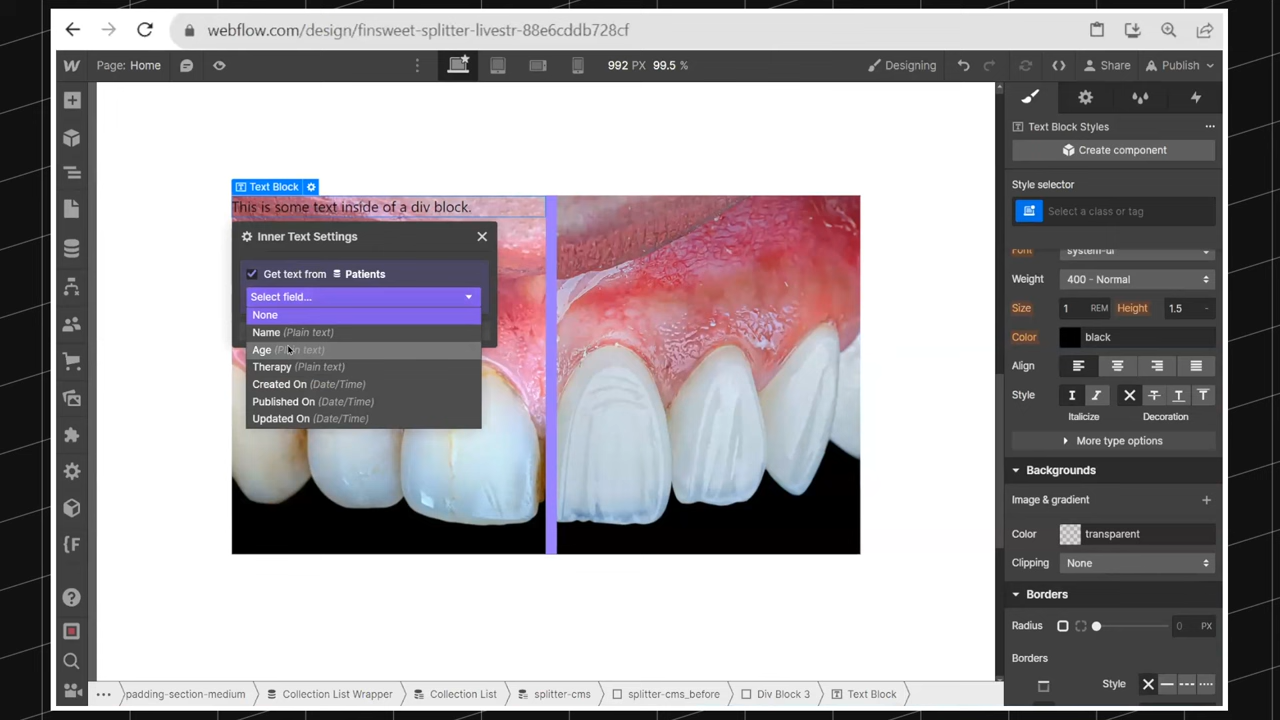 webflow.com/design/finsweet-splitter-livestr-88e6cddb728cf
Page: Home
992 PX 99.5 %
Designing
Share
Publish
Text Block Styles
Create component
Style selector
Select a class or tag
Font system-ui
Weight 400 - Normal
Size 1 REM Height 1.5 -
Color black
Align
Style
Italicize Decoration
More type options
Backgrounds
Image & gradient
Color transparent
Clipping None
Borders
Radius 0 PX
Borders
Style
Text Block
This is some text inside of a div block.
Inner Text Settings
Get text from Patients
Select field...
None
Name (Plain text)
Age (Plain text)
Therapy (Plain text)
Created On (Date/Time)
Published On (Date/Time)
Updated On (Date/Time)
padding-section-medium Collection List Wrapper Collection List splitter-cms splitter-cms_before Div Block 3 Text Block